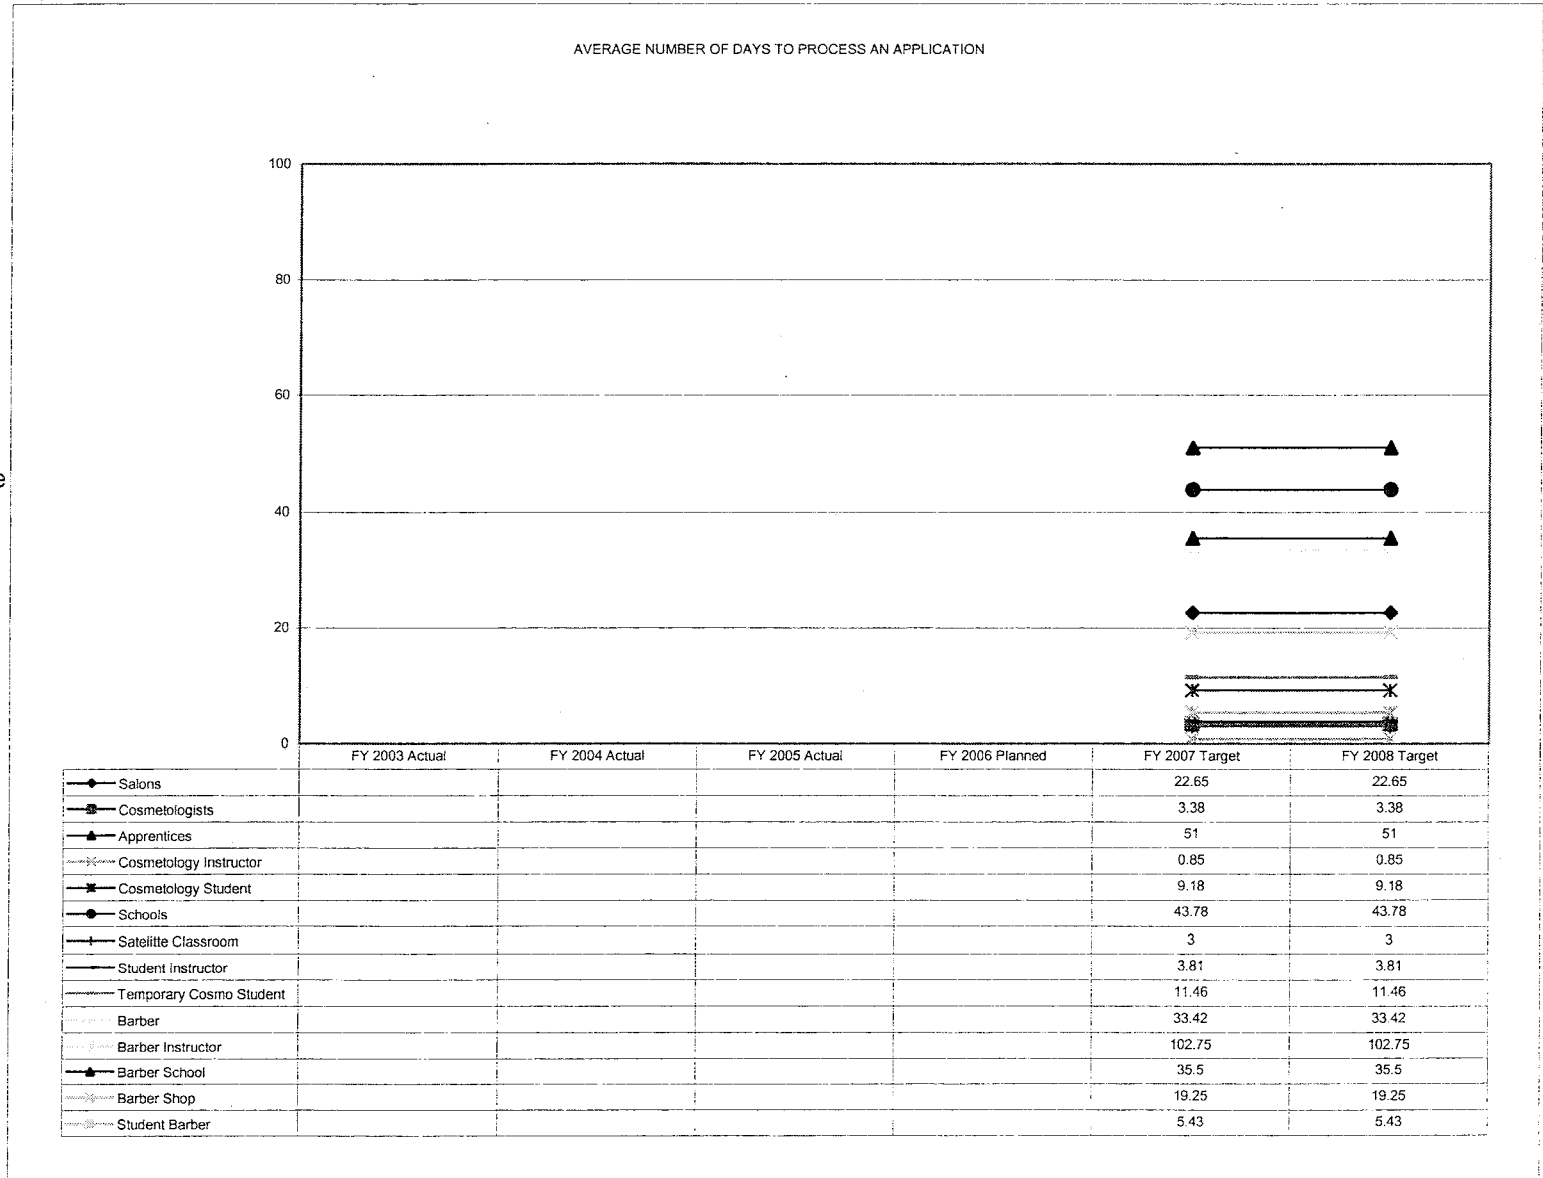 AVERAGE NUMBER OF DAYS TO PROCESS AN APPLICATION
100
80
60
40
20
0
FY 2003 Actual FY 2004 Actual FY 2005 Actual FY 2006 Planned FY 2007 Target FY 2008 Target
Salons 22.65 22.65
Cosmetologists 3.38 3.38
Apprentices 51 51
Cosmetology Instructor 0.85 0.85
Cosmetology Student 9.18 9.18
Schools 43.78 43.78
Satelitte Classroom 3 3
Student Instructor 3.81 3.81
Temporary Cosmo Student 11.46 11.46
Barber 33.42 33.42
Barber Instructor 102.75 102.75
Barber School 35.5 35.5
Barber Shop 19.25 19.25
Student Barber 5.43 5.43